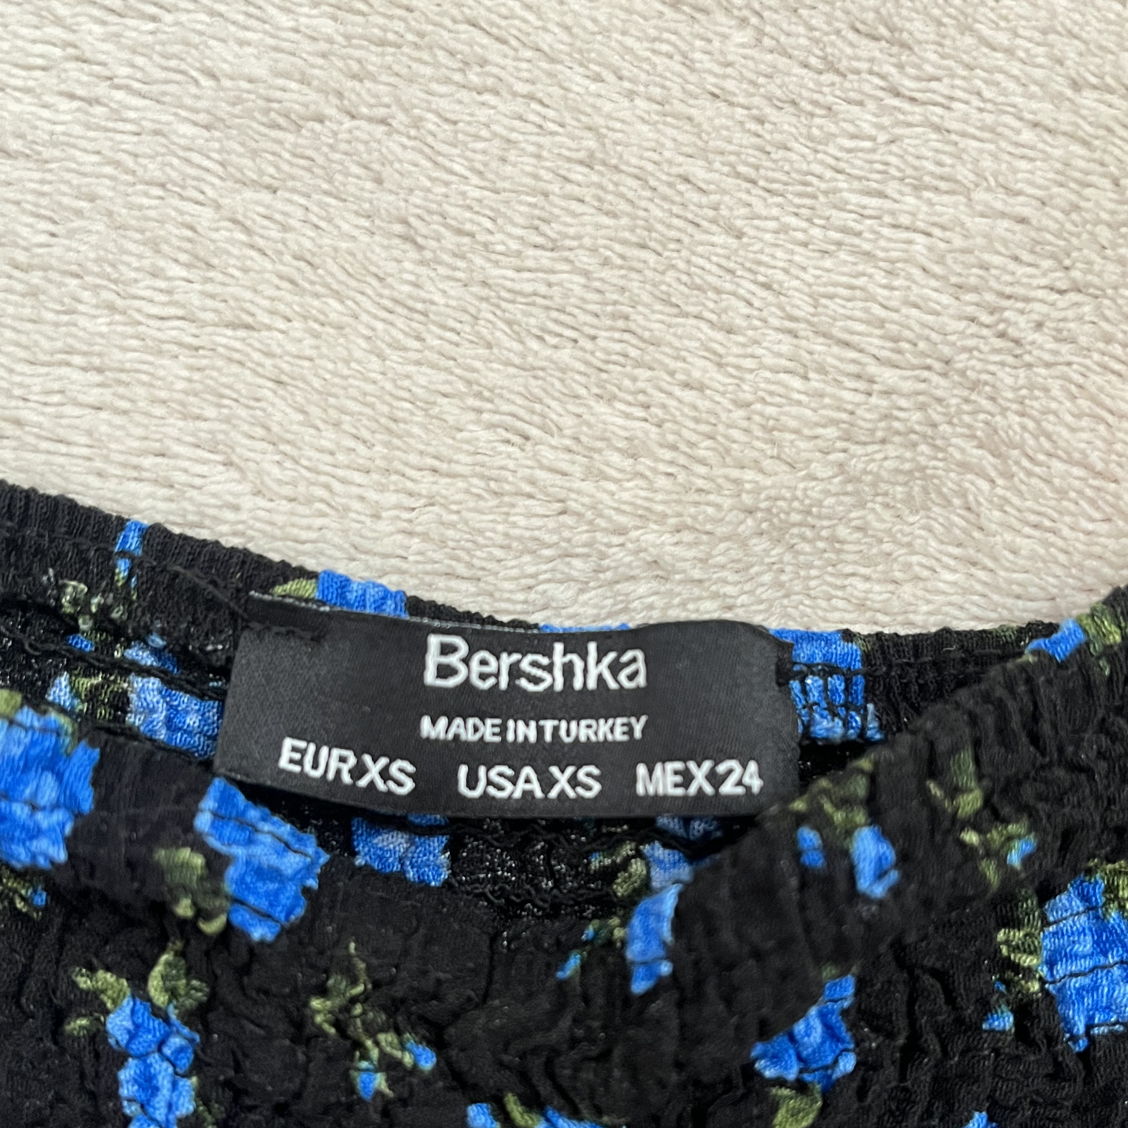 Bershka
MADE IN TURKEY
EUR XS USA XS MEX 24